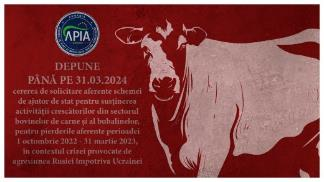 APIA
DEPUNE
PÂNĂ PE 31.03.2024
cererea de solicitare aferente schemei
de ajutor de stat pentru susținerea
activității crescătorilor din sectorul
bovinelor de carne și al bubalinelor,
pentru pierderile aferente perioadei
1 octombrie 2022 - 31 martie 2023,
în contextul crizei provocate de
agresiunea Rusiei împotriva Ucrainei